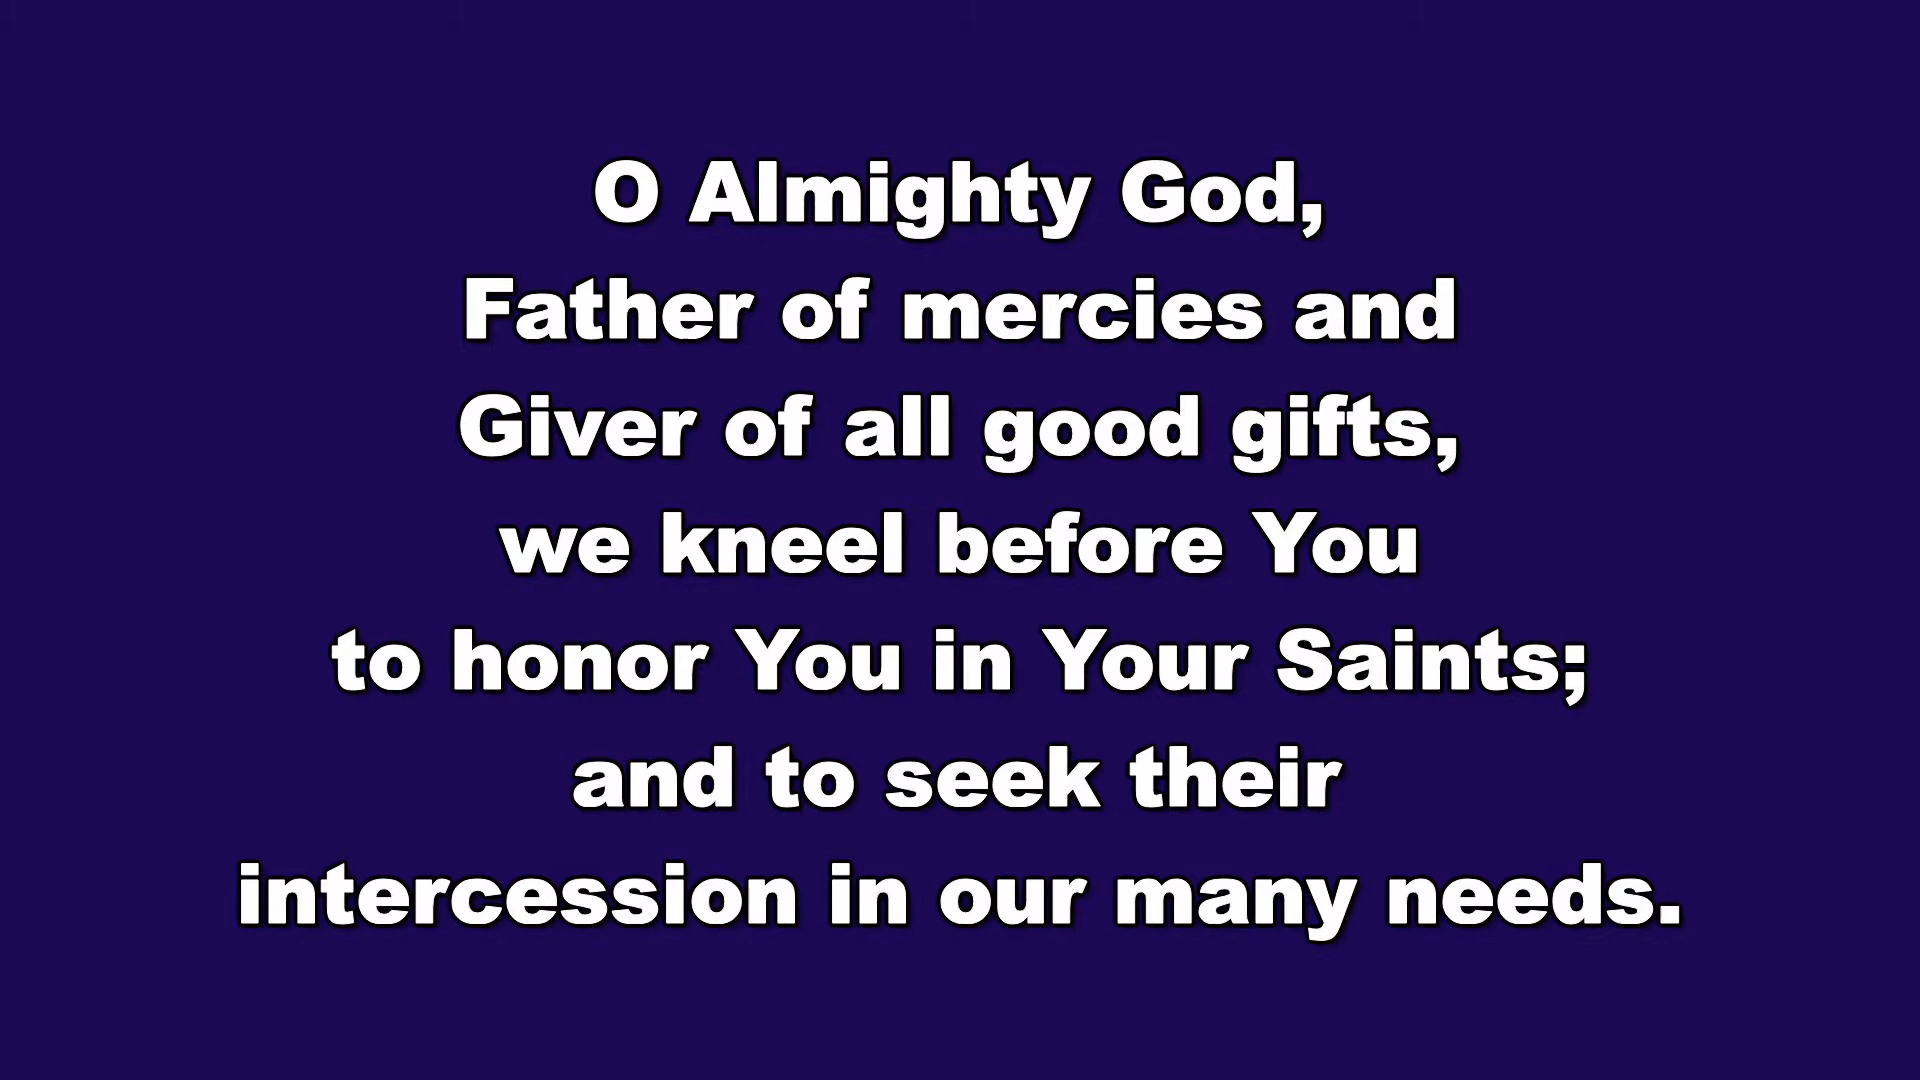 O Almighty God,
Father of mercies and
Giver of all good gifts,
we kneel before You
to honor You in Your Saints;
and to seek their
intercession in our many needs.